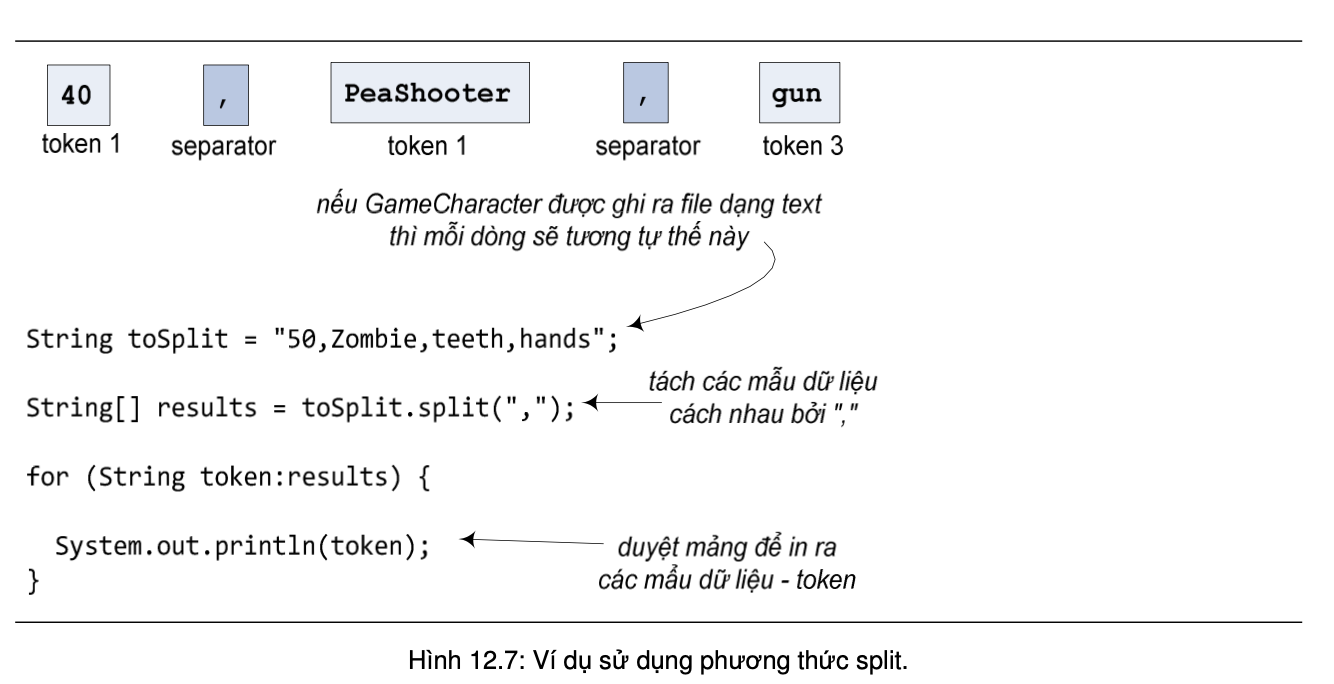 40 , PeaShooter , gun
token 1 separator token 1 separator token 3
nếu GameCharacter được ghi ra file dạng text
thì mỗi dòng sẽ tương tự thế này
String toSplit = "50,Zombie,teeth,hands";
tách các mẫu dữ liệu
cách nhau bởi ","
String[] results = toSplit.split(",");
for (String token:results) {
System.out.println(token);
duyệt mảng để in ra
các mẩu dữ liệu - token
}
Hình 12.7: Ví dụ sử dụng phương thức split.